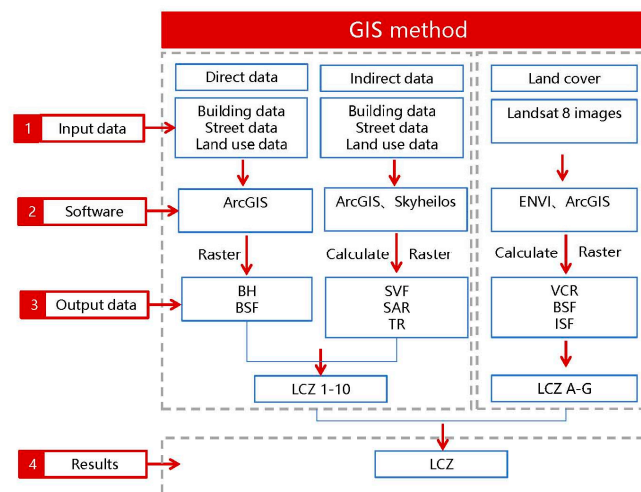 GIS method
Direct data
Indirect data
Land cover
1 Input data
Building data
Street data
Land use data
Building data
Street data
Land use data
Landsat 8 images
2 Software
ArcGIS
ArcGIS、Skyheilos
ENVI、ArcGIS
Raster
Calculate
Raster
Calculate
Raster
3 Output data
BH
BSF
SVF
SAR
TR
VCR
BSF
ISF
LCZ 1-10
LCZ A-G
4 Results
LCZ